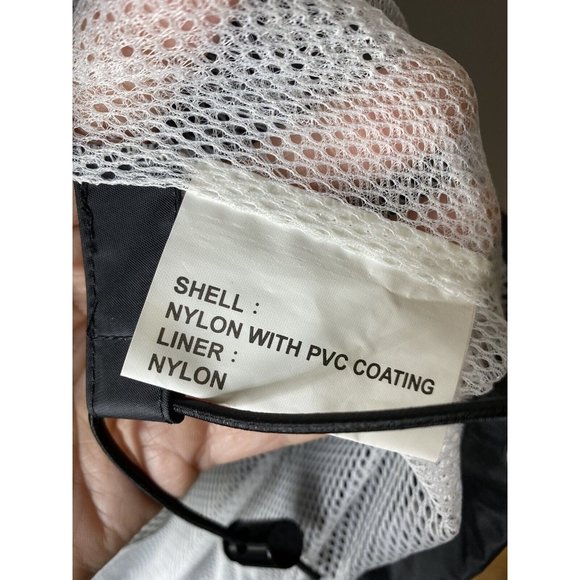 SHELL :
NYLON WITH PVC COATING
LINER :
NYLON